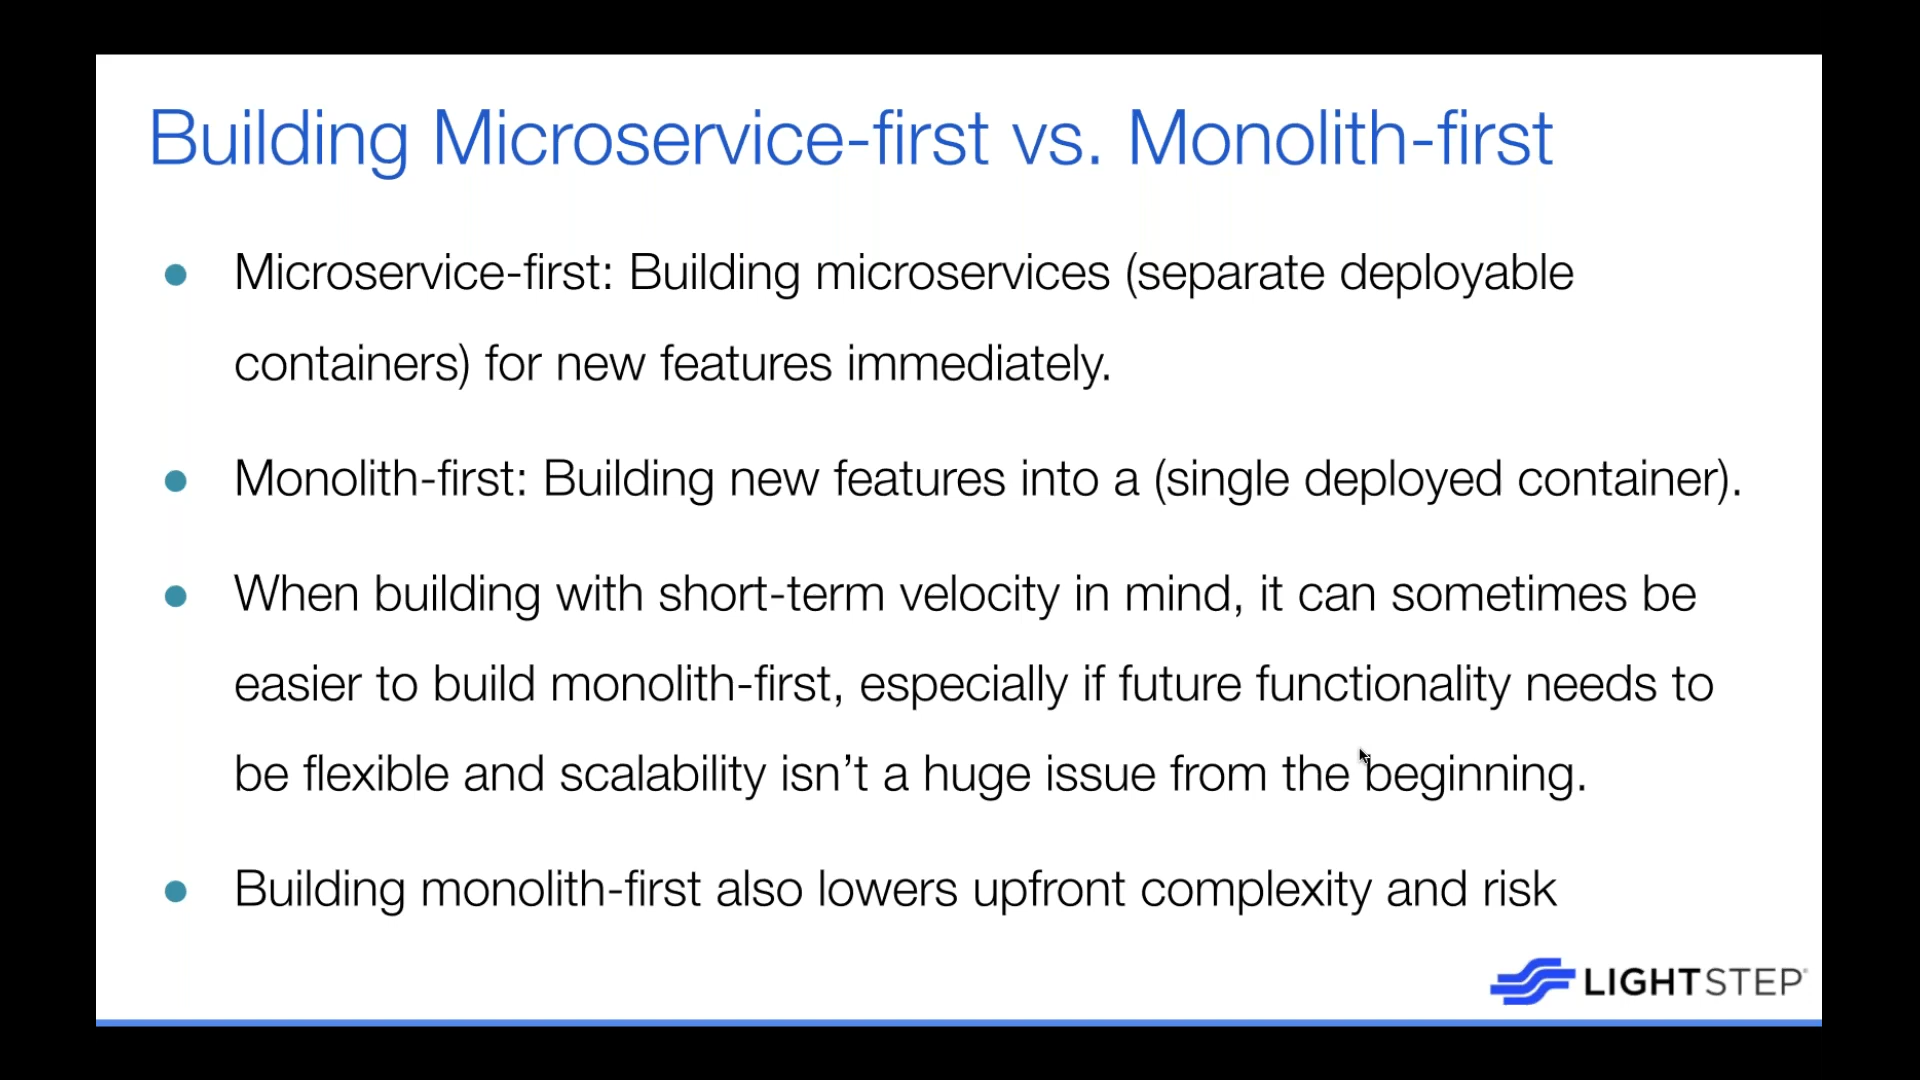 Building Microservice-first vs. Monolith-first
● Microservice-first: Building microservices (separate deployable
containers) for new features immediately.
● Monolith-first: Building new features into a (single deployed container).
● When building with short-term velocity in mind, it can sometimes be
easier to build monolith-first, especially if future functionality needs to
be flexible and scalability isn’t a huge issue from the beginning.
● Building monolith-first also lowers upfront complexity and risk
LIGHTSTEP